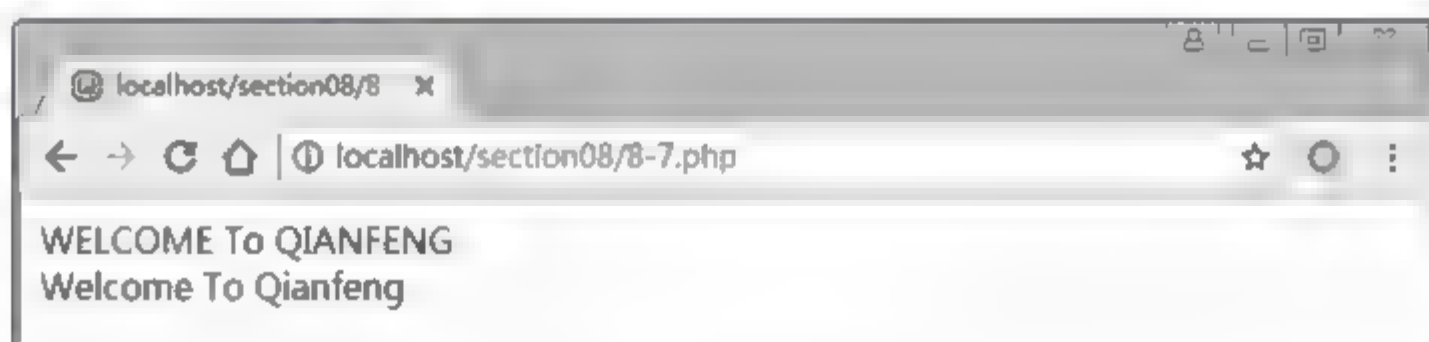 localhost/section08/8
localhost/section08/8-7.php
WELCOME To QIANFENG
Welcome To Qianfeng